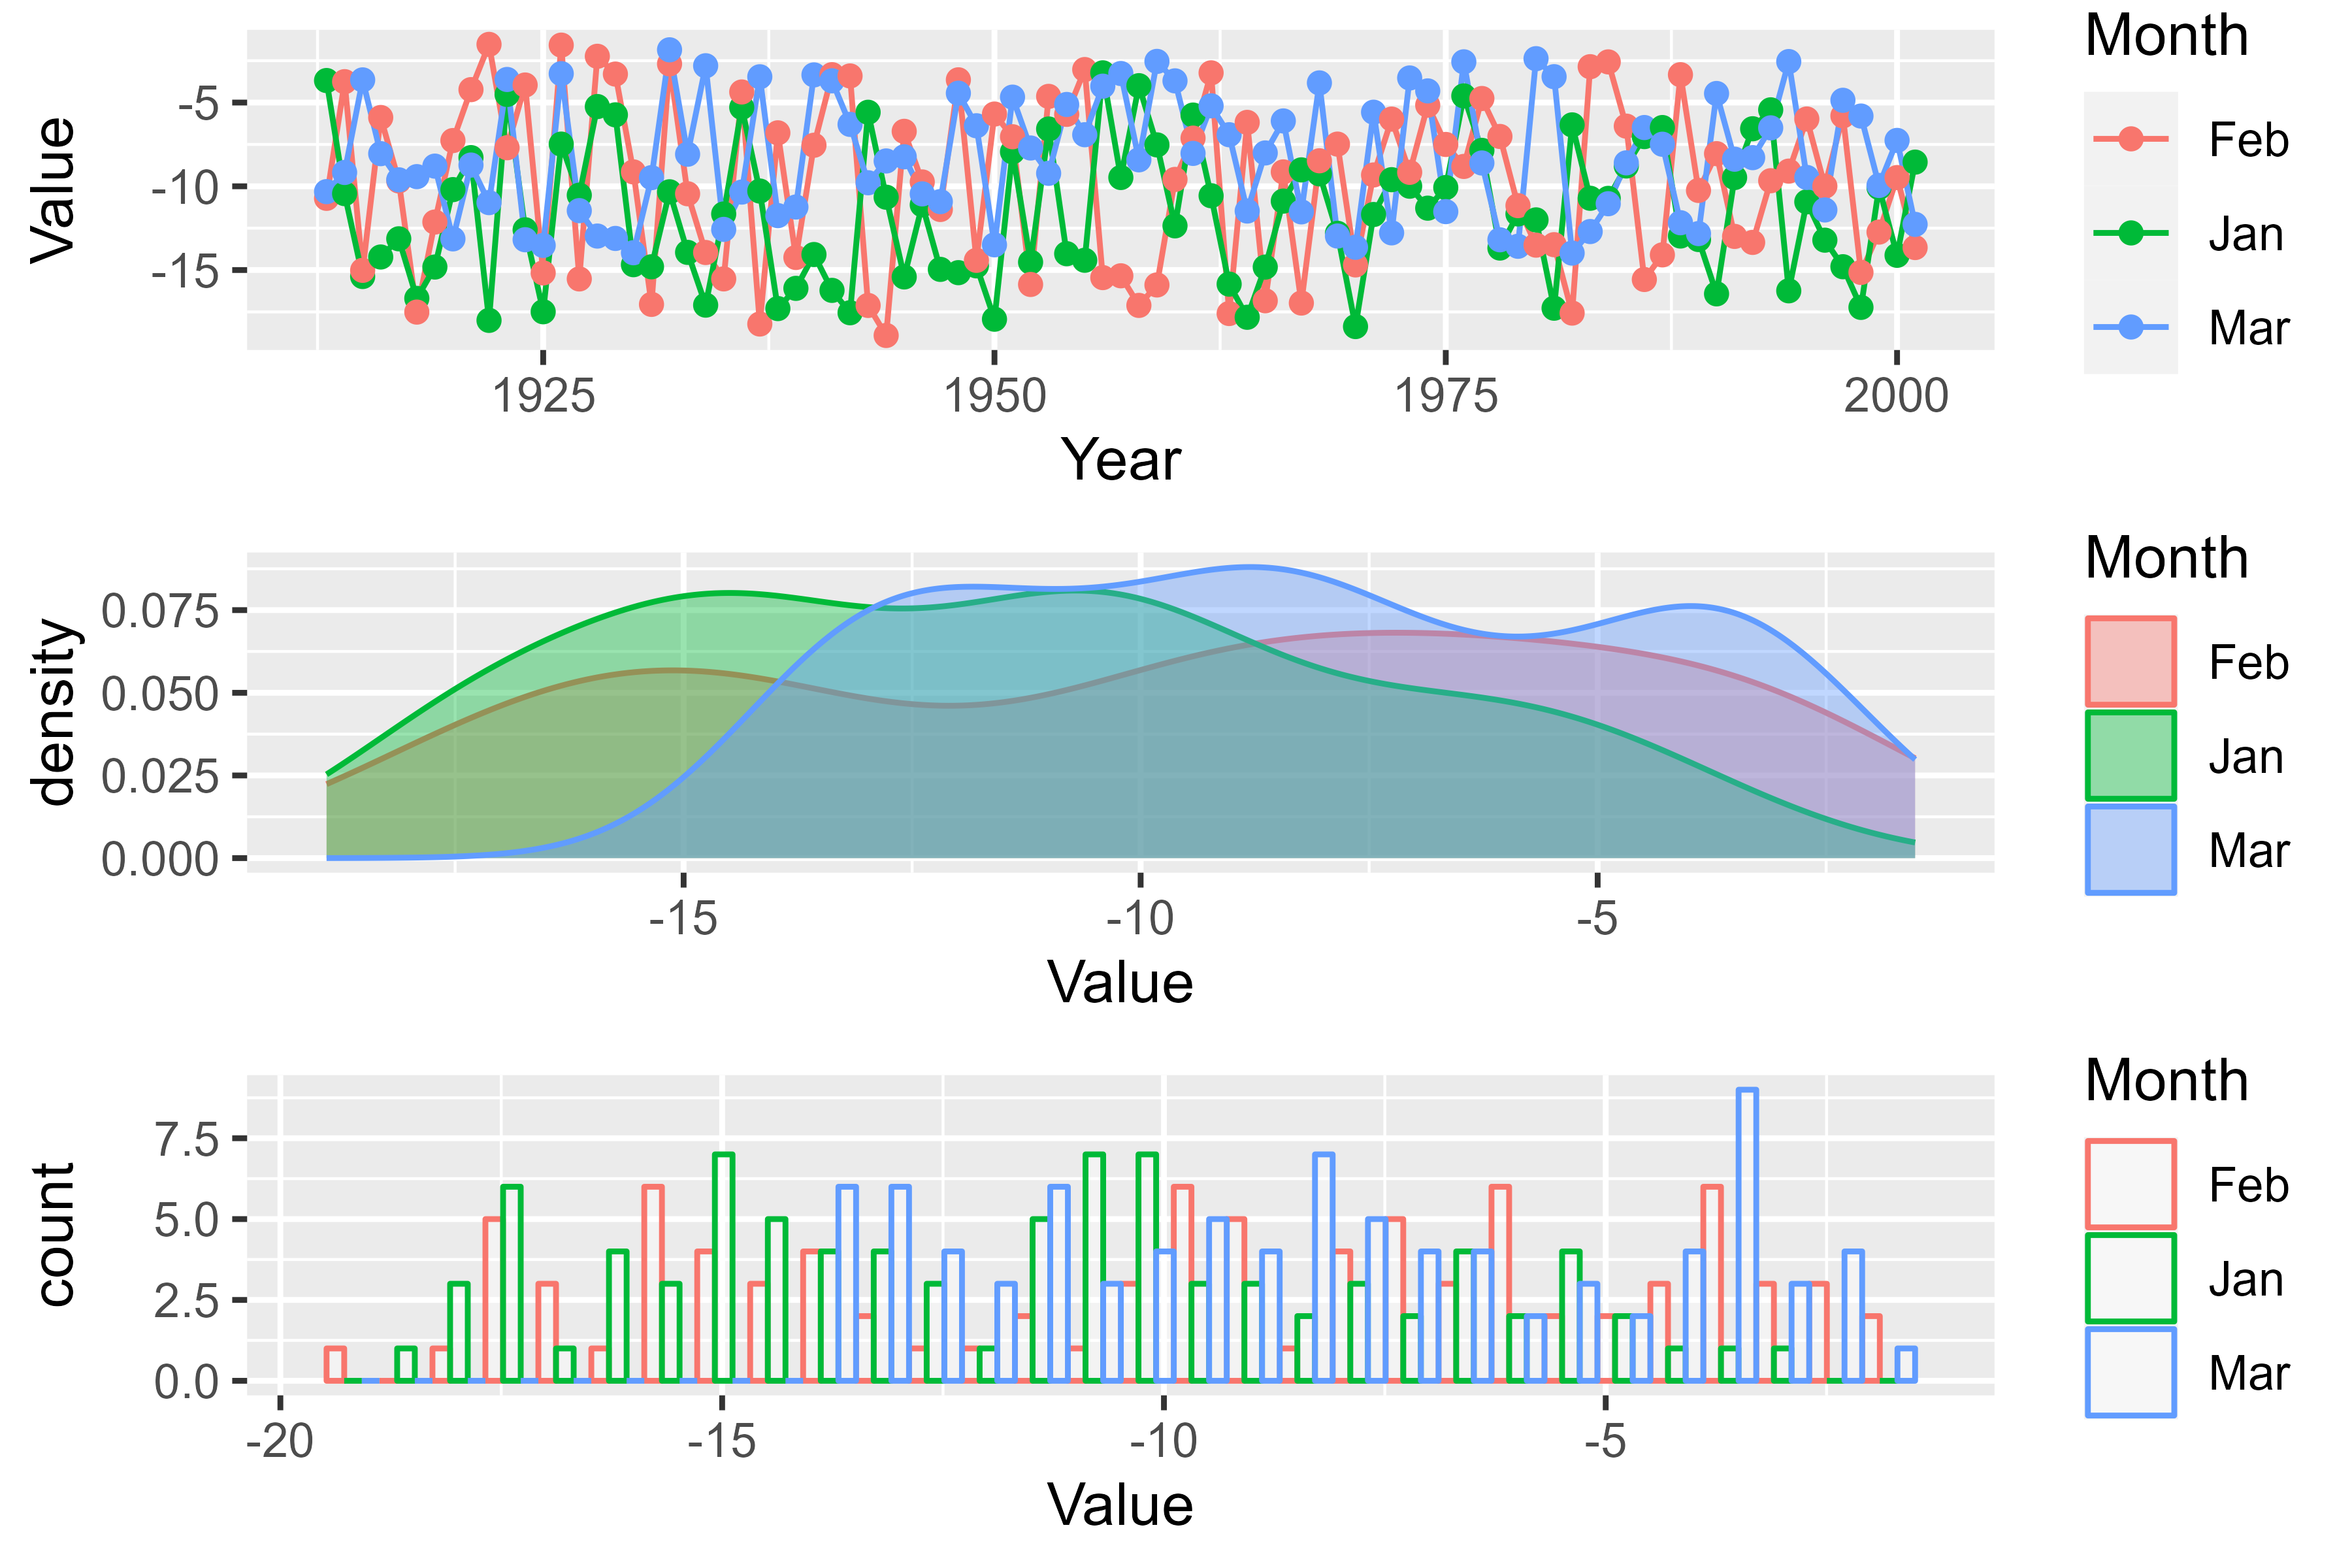 Value
-5
-10
-15
1925 1950 1975 2000
Year
Month
Feb
Jan
Mar
density
0.075
0.050
0.025
0.000
-15 -10 -5
Value
Month
Feb
Jan
Mar
count
7.5
5.0
2.5
0.0
-20 -15 -10 -5
Value
Month
Feb
Jan
Mar